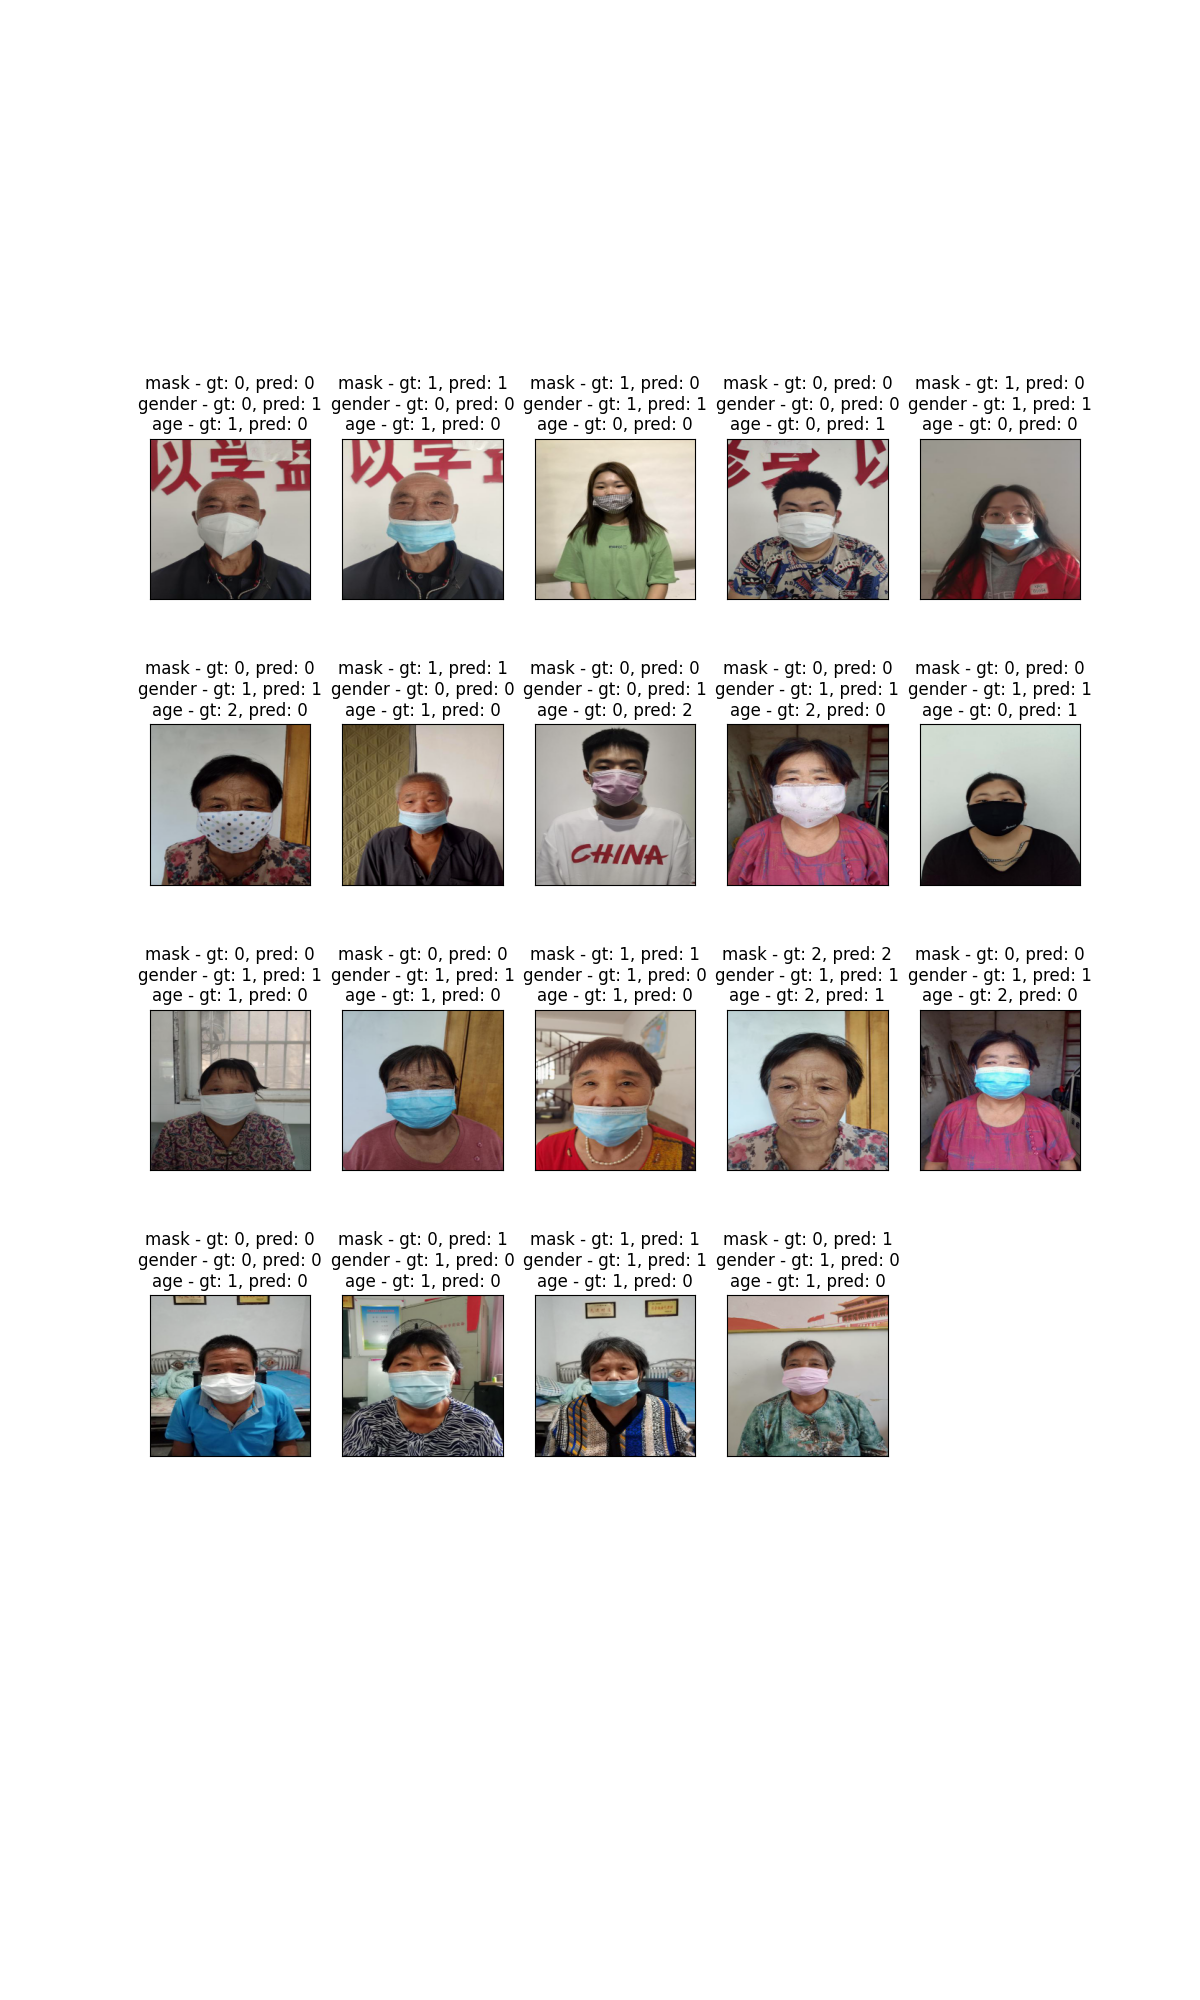 mask - gt: 0, pred: 0
gender - gt: 0, pred: 1
age - gt: 1, pred: 0
mask - gt: 1, pred: 1
gender - gt: 0, pred: 0
age - gt: 1, pred: 0
mask - gt: 1, pred: 0
gender - gt: 1, pred: 1
age - gt: 0, pred: 0
mask - gt: 0, pred: 0
gender - gt: 0, pred: 0
age - gt: 0, pred: 1
mask - gt: 1, pred: 0
gender - gt: 1, pred: 1
age - gt: 0, pred: 0
以学益
以学益
修身 以
mask - gt: 0, pred: 0
gender - gt: 1, pred: 1
age - gt: 2, pred: 0
mask - gt: 1, pred: 1
gender - gt: 0, pred: 0
age - gt: 1, pred: 0
mask - gt: 0, pred: 0
gender - gt: 0, pred: 1
age - gt: 0, pred: 2
mask - gt: 0, pred: 0
gender - gt: 1, pred: 1
age - gt: 2, pred: 0
mask - gt: 0, pred: 0
gender - gt: 1, pred: 1
age - gt: 0, pred: 1
CHINA
mask - gt: 0, pred: 0
gender - gt: 1, pred: 1
age - gt: 1, pred: 0
mask - gt: 0, pred: 0
gender - gt: 1, pred: 1
age - gt: 1, pred: 0
mask - gt: 1, pred: 1
gender - gt: 1, pred: 0
age - gt: 1, pred: 0
mask - gt: 2, pred: 2
gender - gt: 1, pred: 1
age - gt: 2, pred: 1
mask - gt: 0, pred: 0
gender - gt: 1, pred: 1
age - gt: 2, pred: 0
mask - gt: 0, pred: 0
gender - gt: 0, pred: 0
age - gt: 1, pred: 0
mask - gt: 0, pred: 1
gender - gt: 1, pred: 0
age - gt: 1, pred: 0
mask - gt: 1, pred: 1
gender - gt: 1, pred: 1
age - gt: 1, pred: 0
mask - gt: 0, pred: 1
gender - gt: 1, pred: 0
age - gt: 1, pred: 0